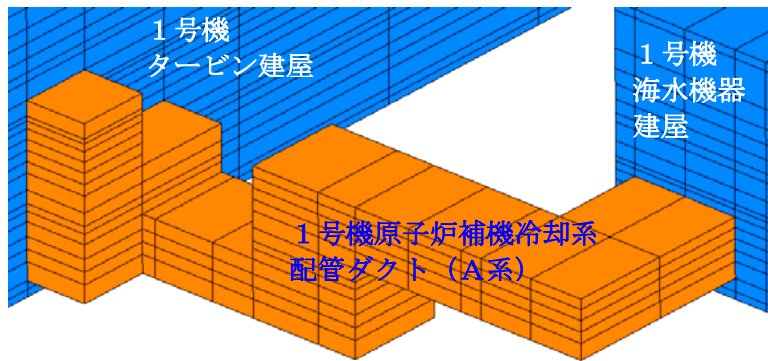 １号機
タービン建屋
１号機
海水機器
建屋
１号機原子炉補機冷却系
配管ダクト（Ａ系）